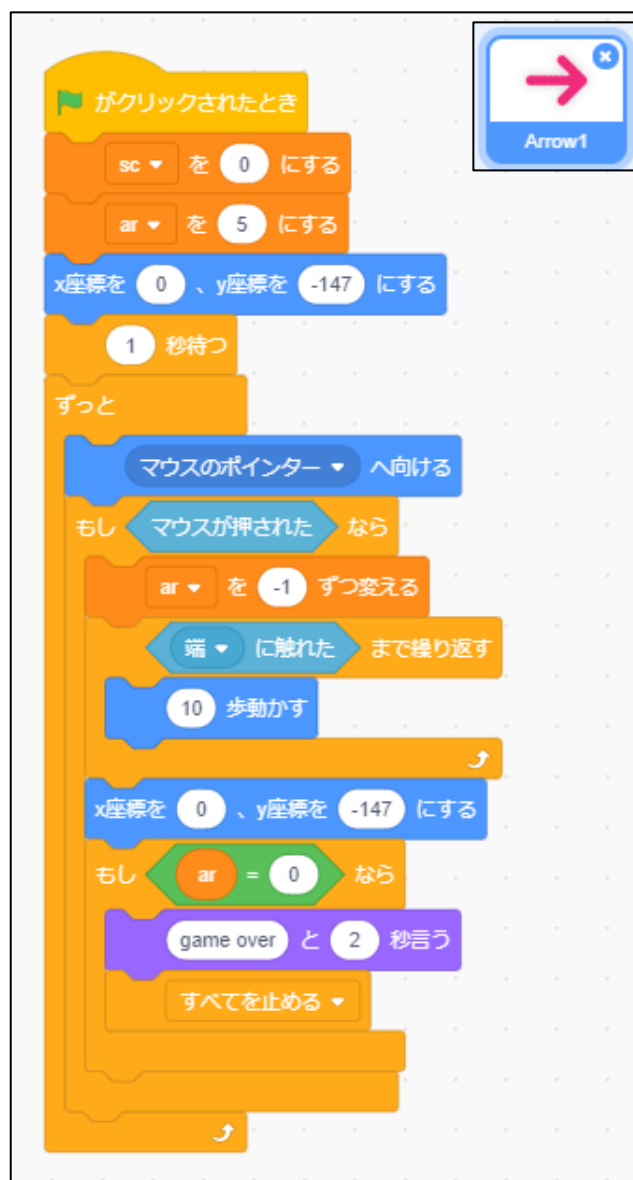 Arrow1
がクリックされたとき
sc を 0 にする
ar を 5 にする
x座標を 0 、y座標を -147 にする
1 秒待つ
ずっと
マウスのポインター へ向ける
もし マウスが押された なら
ar を -1 ずつ変える
端 に触れた まで繰り返す
10 歩動かす
x座標を 0 、y座標を -147 にする
もし ar = 0 なら
game over と 2 秒言う
すべてを止める